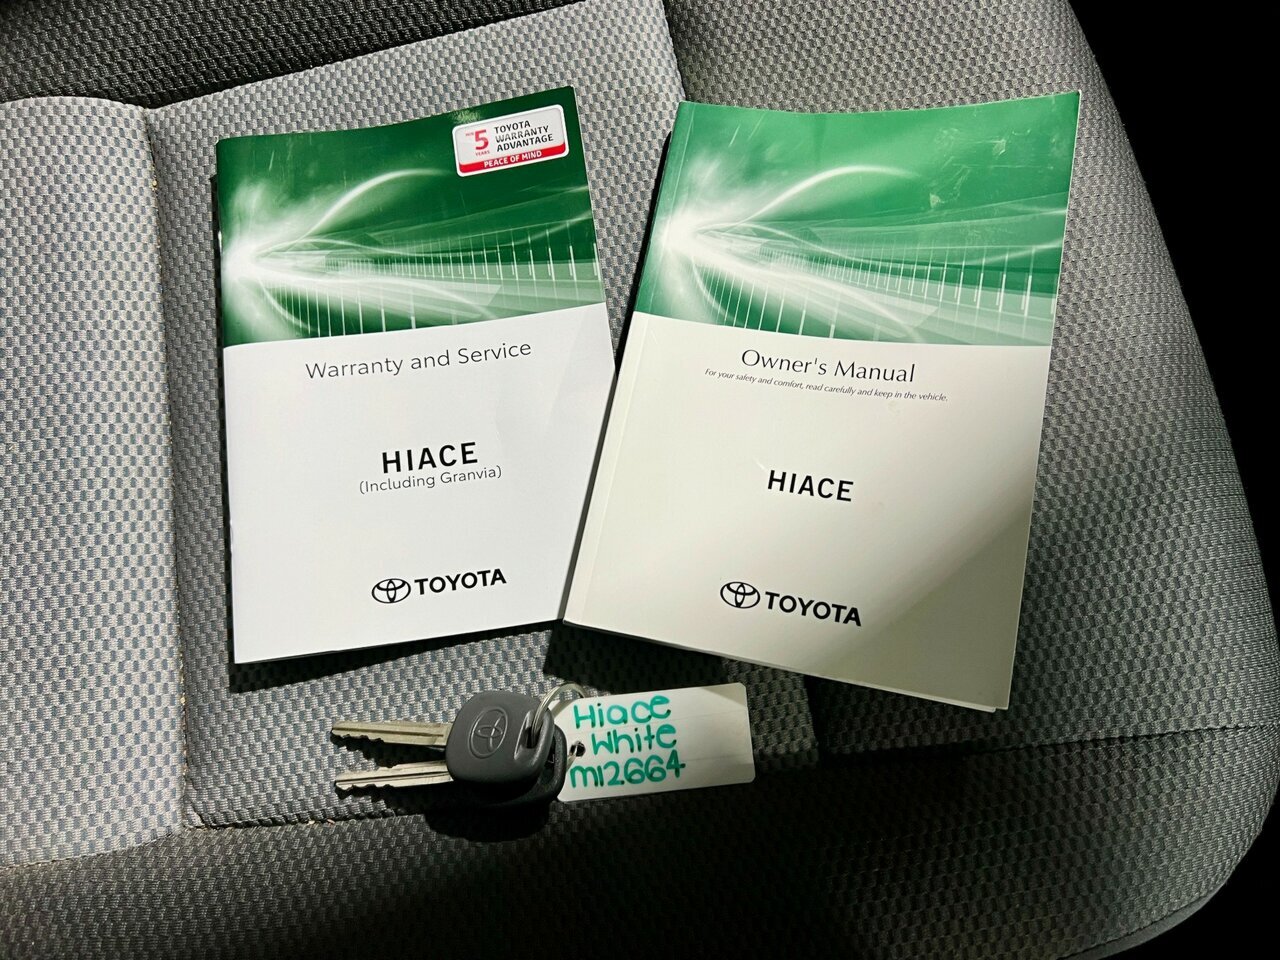 MIN 5 YEARS
TOYOTA
WARRANTY
ADVANTAGE
PEACE OF MIND
Warranty and Service
HIACE
(Including Granvia)
TOYOTA
Owner's Manual
For your safety and comfort, read carefully and keep in the vehicle.
HIACE
TOYOTA
Hiace
White
m12664